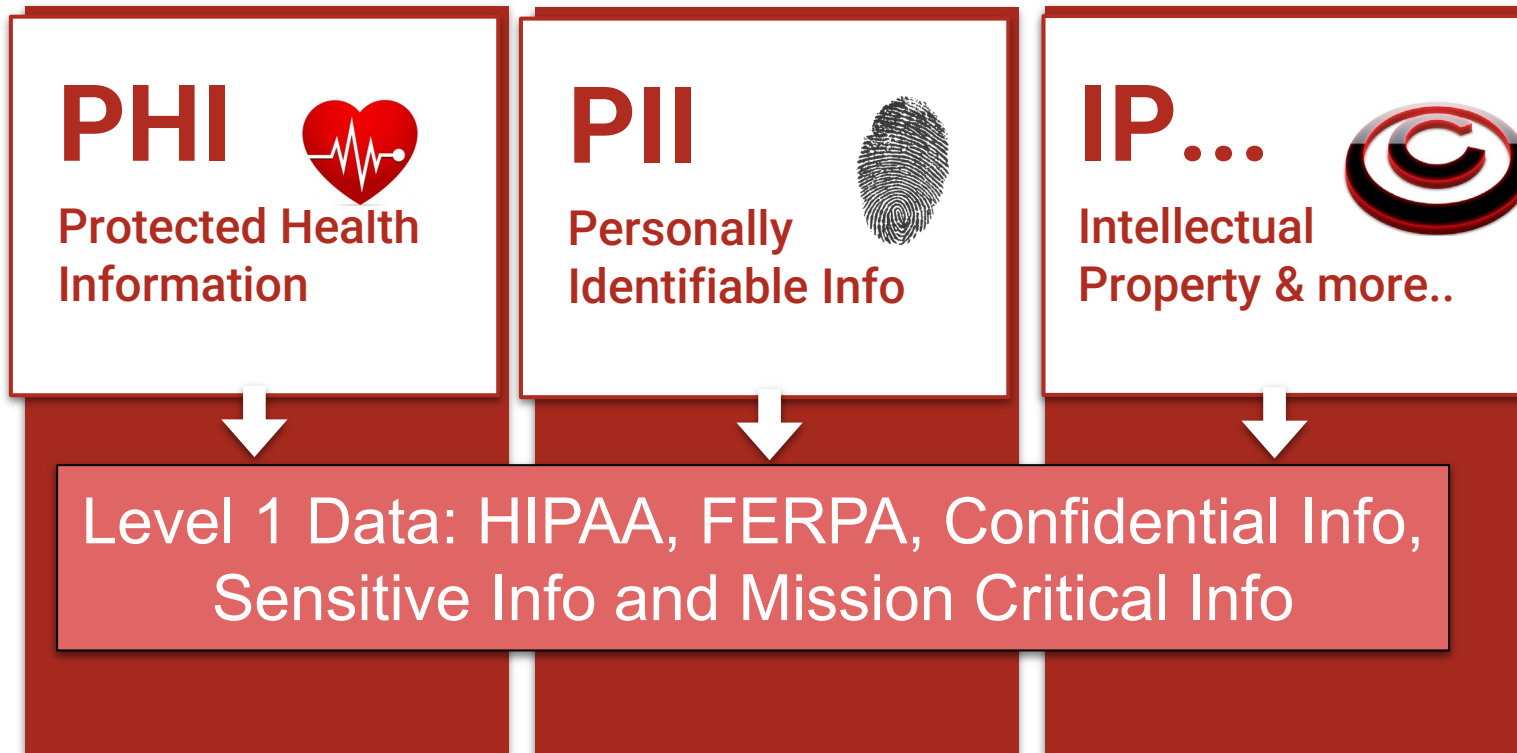 PHI
Protected Health
Information
PII
Personally
Identifiable Info
IP...
Intellectual
Property & more..
Level 1 Data: HIPAA, FERPA, Confidential Info,
Sensitive Info and Mission Critical Info